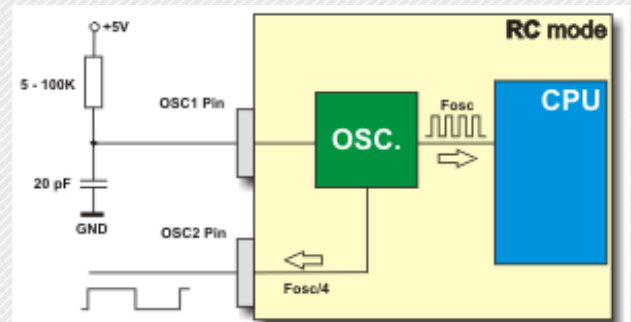 RC mode
+5V
5 - 100K
OSC1 Pin
OSC.
Fosc
CPU
20 pF
GND
OSC2 Pin
Fosc/4